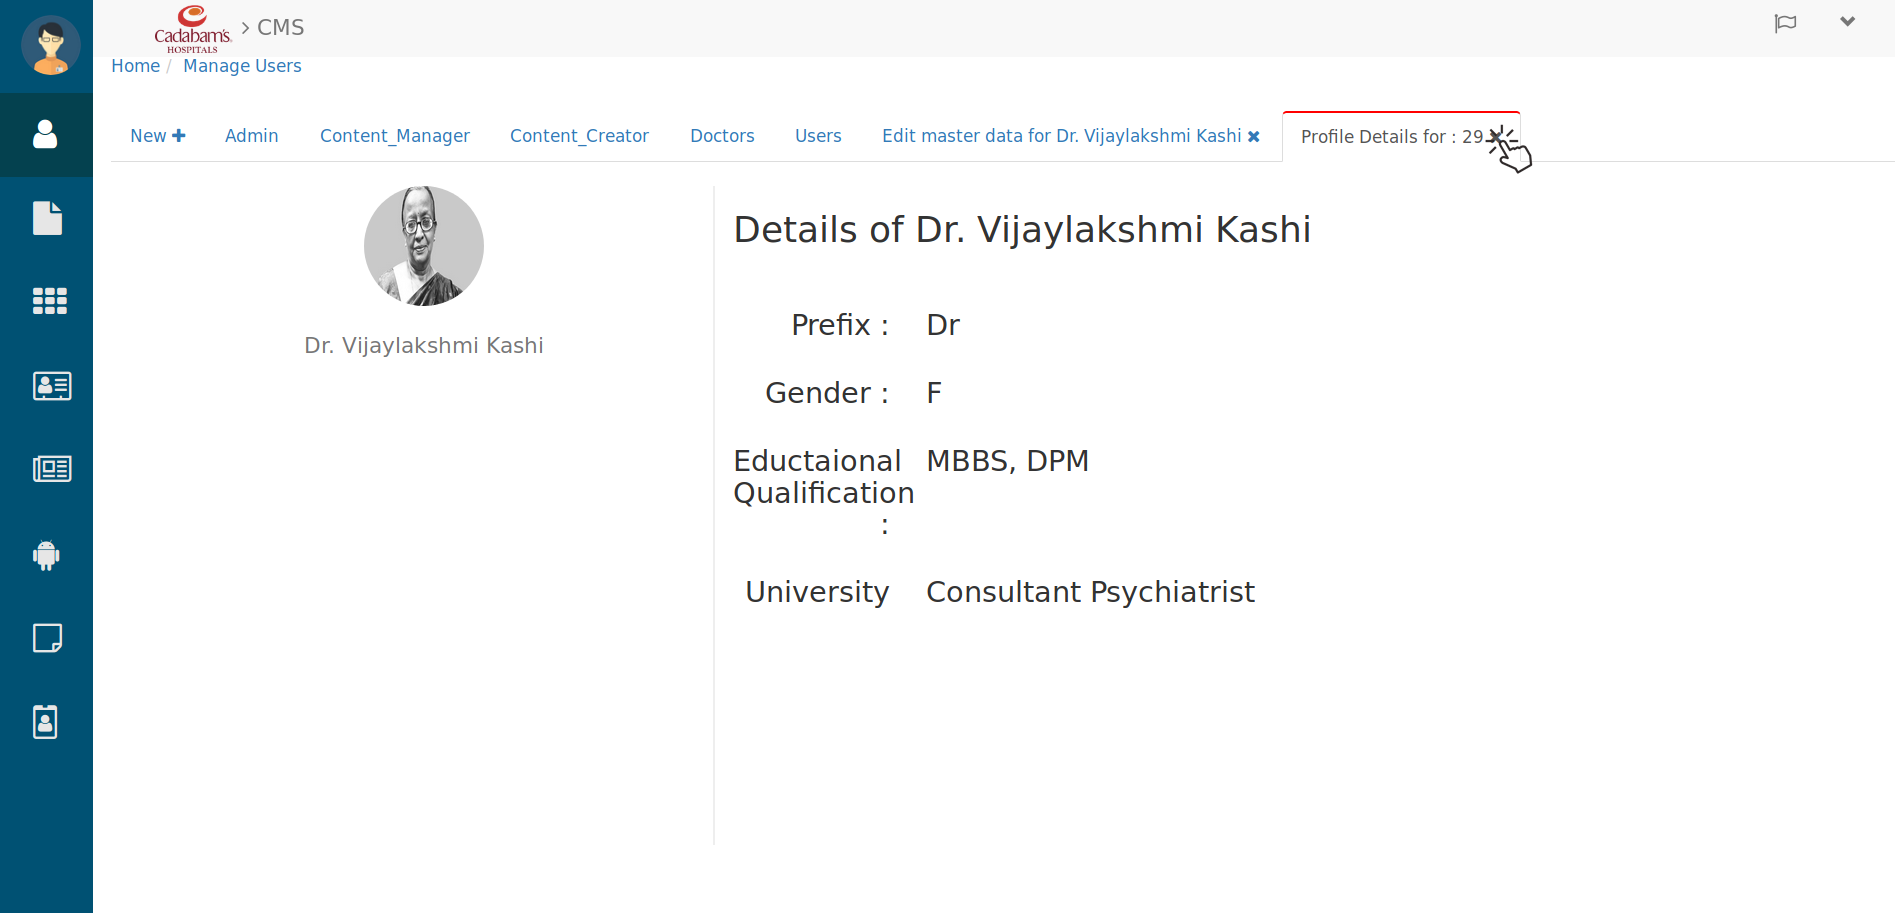 Cadabam's HOSPITALS > CMS
Home / Manage Users
New Admin Content_Manager Content_Creator Doctors Users Edit master data for Dr. Vijaylakshmi Kashi Profile Details for : 29
Dr. Vijaylakshmi Kashi
Details of Dr. Vijaylakshmi Kashi
Prefix : Dr
Gender : F
Eductaional MBBS, DPM
Qualification
:
University Consultant Psychiatrist